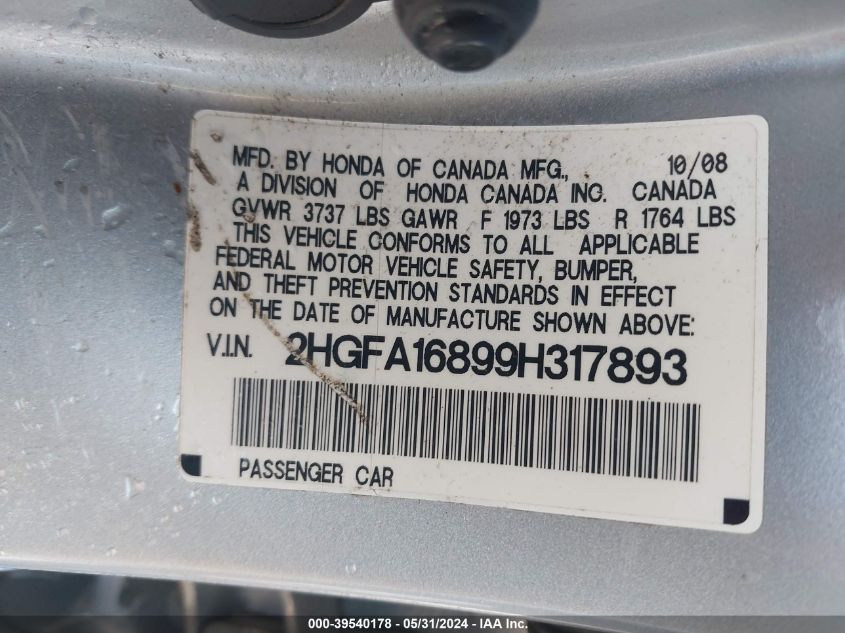 MFD. BY HONDA OF CANADA MFG., 10/08
A DIVISION OF HONDA CANADA INC. CANADA
GVWR 3737 LBS GAWR F 1973 LBS R 1764 LBS
THIS VEHICLE CONFORMS TO ALL APPLICABLE
FEDERAL MOTOR VEHICLE SAFETY, BUMPER,
AND THEFT PREVENTION STANDARDS IN EFFECT
ON THE DATE OF MANUFACTURE SHOWN ABOVE:
V.I.N. 2HGFA16899H317893
PASSENGER CAR
000-39540178 - 05/31/2024 - IAA Inc.